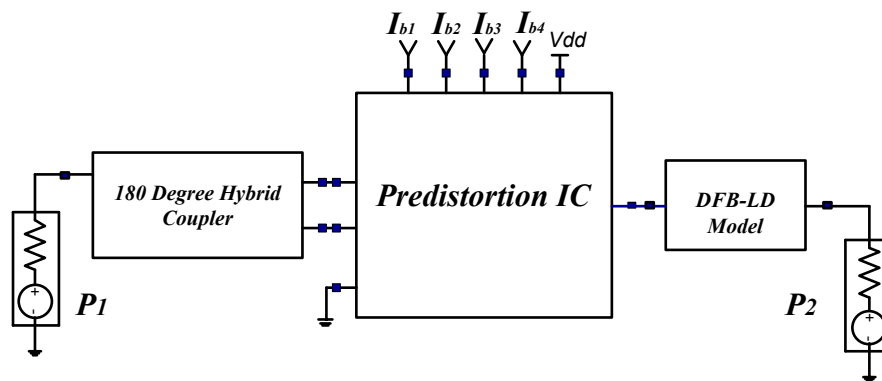 Ib1 Ib2 Ib3 Ib4 Vdd
180 Degree Hybrid
Coupler
Predistortion IC
DFB-LD
Model
P1
P2
+
-
+
-